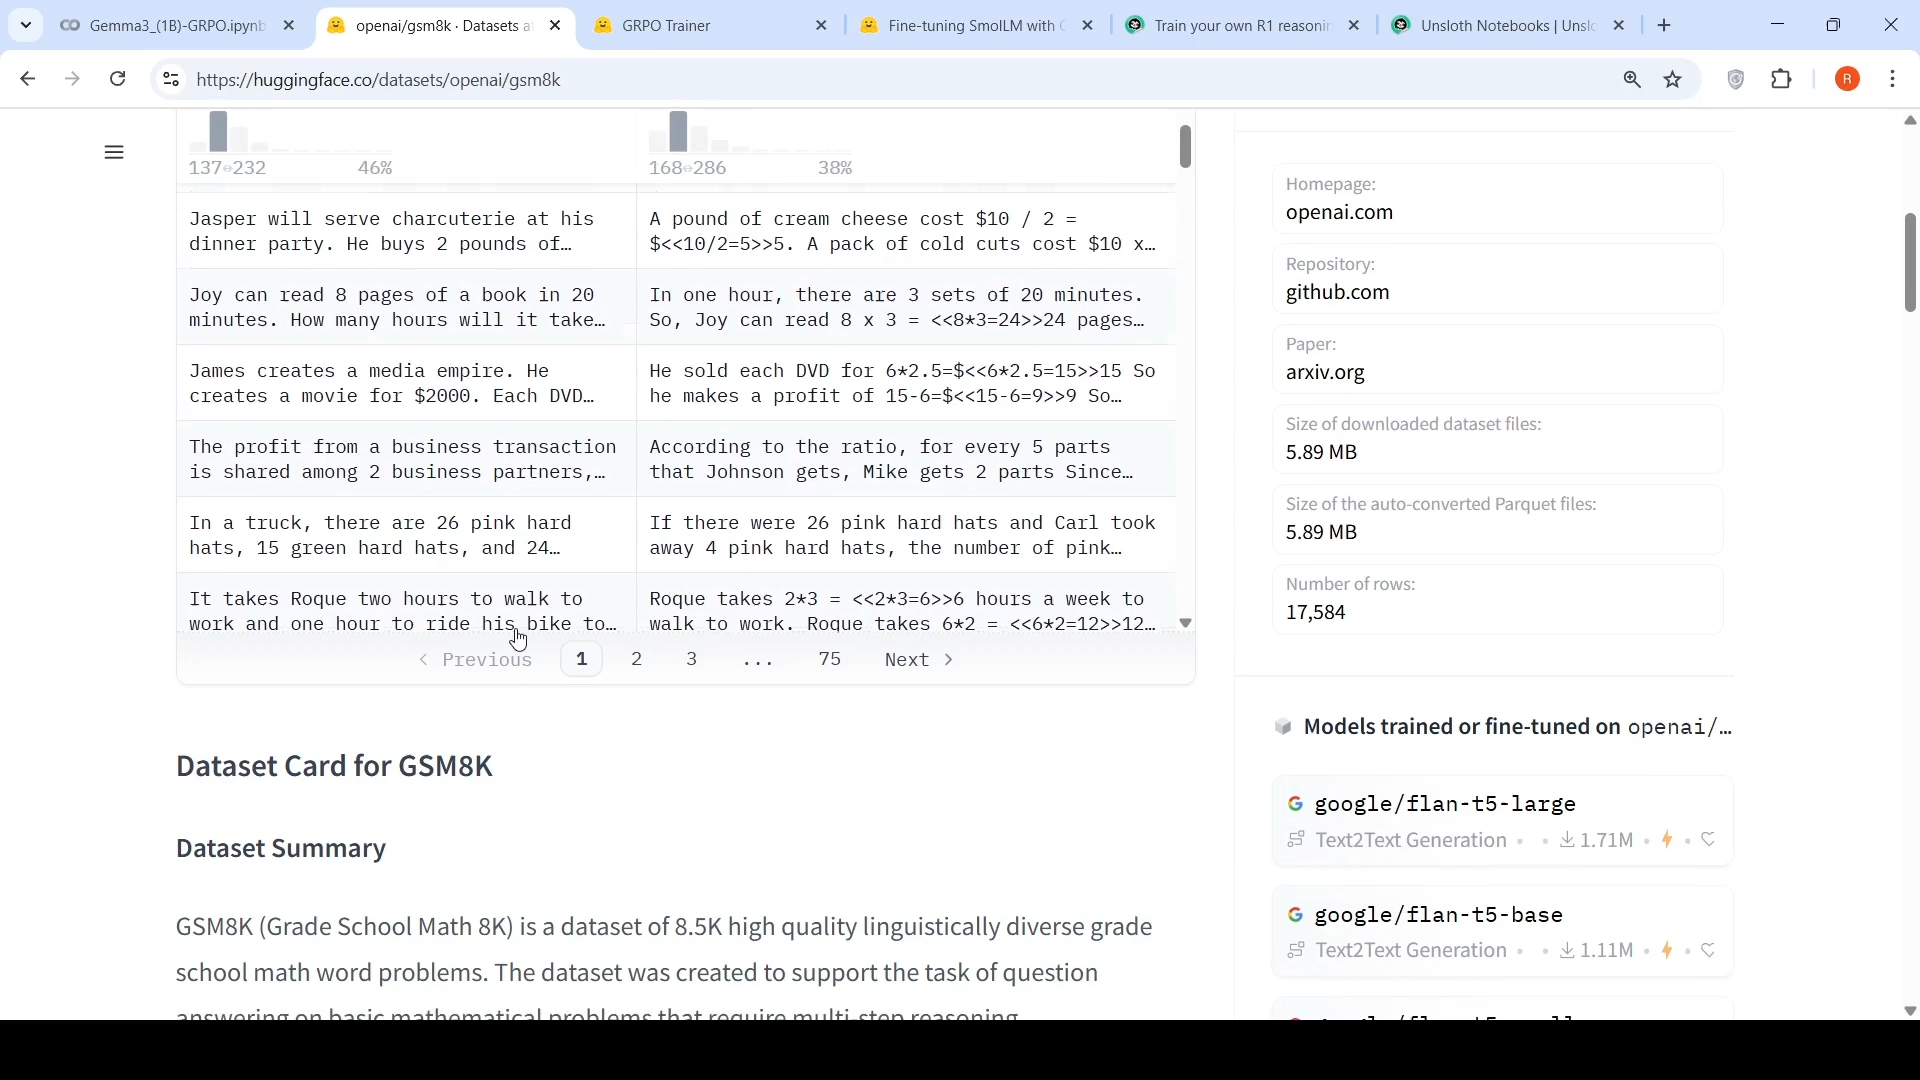 Gemma3_(1B)-GRPO.ipynb
openai/gsm8k · Datasets at
GRPO Trainer
Fine-tuning SmolLM with G
Train your own R1 reasonin
Unsloth Notebooks | Unslo
https://huggingface.co/datasets/openai/gsm8k
R
137↔232 46%
168↔286 38%
Jasper will serve charcuterie at his
dinner party. He buys 2 pounds of…
A pound of cream cheese cost $10 / 2 =
$<<10/2=5>>5. A pack of cold cuts cost $10 x…
Joy can read 8 pages of a book in 20
minutes. How many hours will it take…
In one hour, there are 3 sets of 20 minutes.
So, Joy can read 8 x 3 = <<8*3=24>>24 pages…
James creates a media empire. He
creates a movie for $2000. Each DVD…
He sold each DVD for 6*2.5=$<<6*2.5=15>>15 So
he makes a profit of 15-6=$<<15-6=9>>9 So…
The profit from a business transaction
is shared among 2 business partners,…
According to the ratio, for every 5 parts
that Johnson gets, Mike gets 2 parts Since…
In a truck, there are 26 pink hard
hats, 15 green hard hats, and 24…
If there were 26 pink hard hats and Carl took
away 4 pink hard hats, the number of pink…
It takes Roque two hours to walk to
work and one hour to ride his bike to…
Roque takes 2*3 = <<2*3=6>>6 hours a week to
walk to work. Roque takes 6*2 = <<6*2=12>>12…
< Previous 1 2 3 ... 75 Next >
Dataset Card for GSM8K
Dataset Summary
GSM8K (Grade School Math 8K) is a dataset of 8.5K high quality linguistically diverse grade
school math word problems. The dataset was created to support the task of question
answering on basic mathematical problems that require multi-step reasoning.
Homepage:
openai.com
Repository:
github.com
Paper:
arxiv.org
Size of downloaded dataset files:
5.89 MB
Size of the auto-converted Parquet files:
5.89 MB
Number of rows:
17,584
Models trained or fine-tuned on openai/…
google/flan-t5-large
Text2Text Generation • • 1.71M • •
google/flan-t5-base
Text2Text Generation • • 1.11M • •